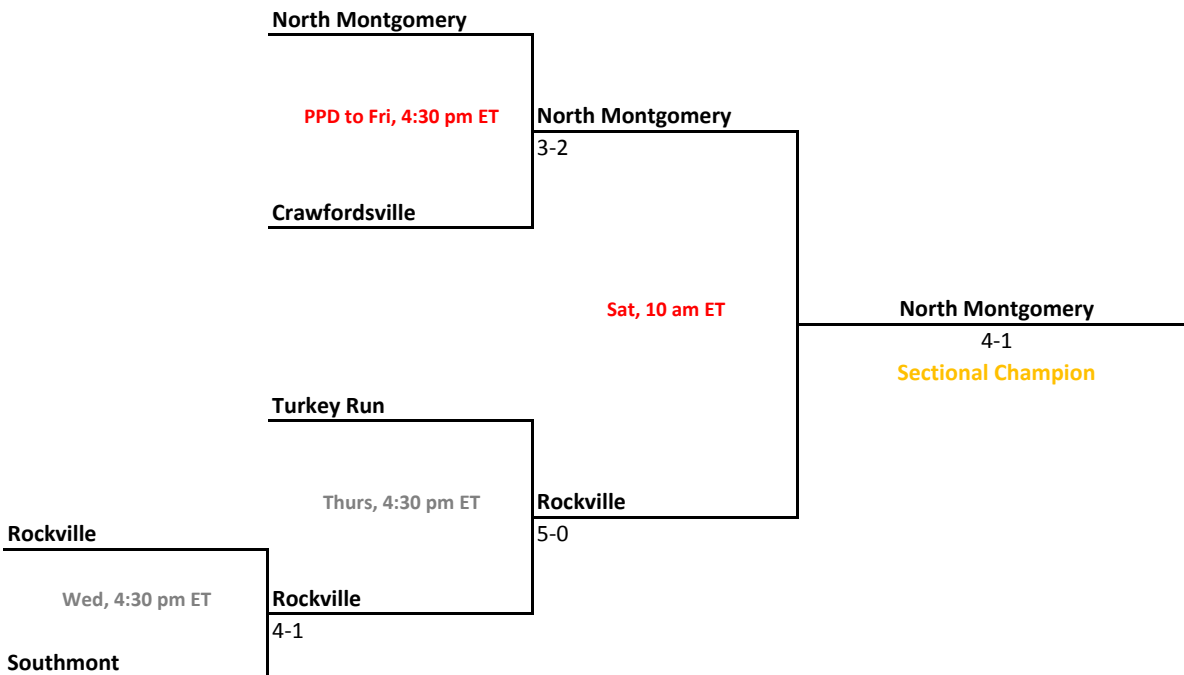 North Montgomery
PPD to Fri, 4:30 pm ET
North Montgomery
3-2
Crawfordsville
Sat, 10 am ET
North Montgomery
4-1
Sectional Champion
Turkey Run
Thurs, 4:30 pm ET
Rockville
5-0
Rockville
Wed, 4:30 pm ET
Rockville
4-1
Southmont